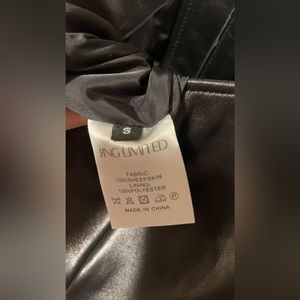 S
JING LIMITED
FABRIC:
100%SHEEPSKIN
LINING:
100%POLYESTER
MADE IN CHINA